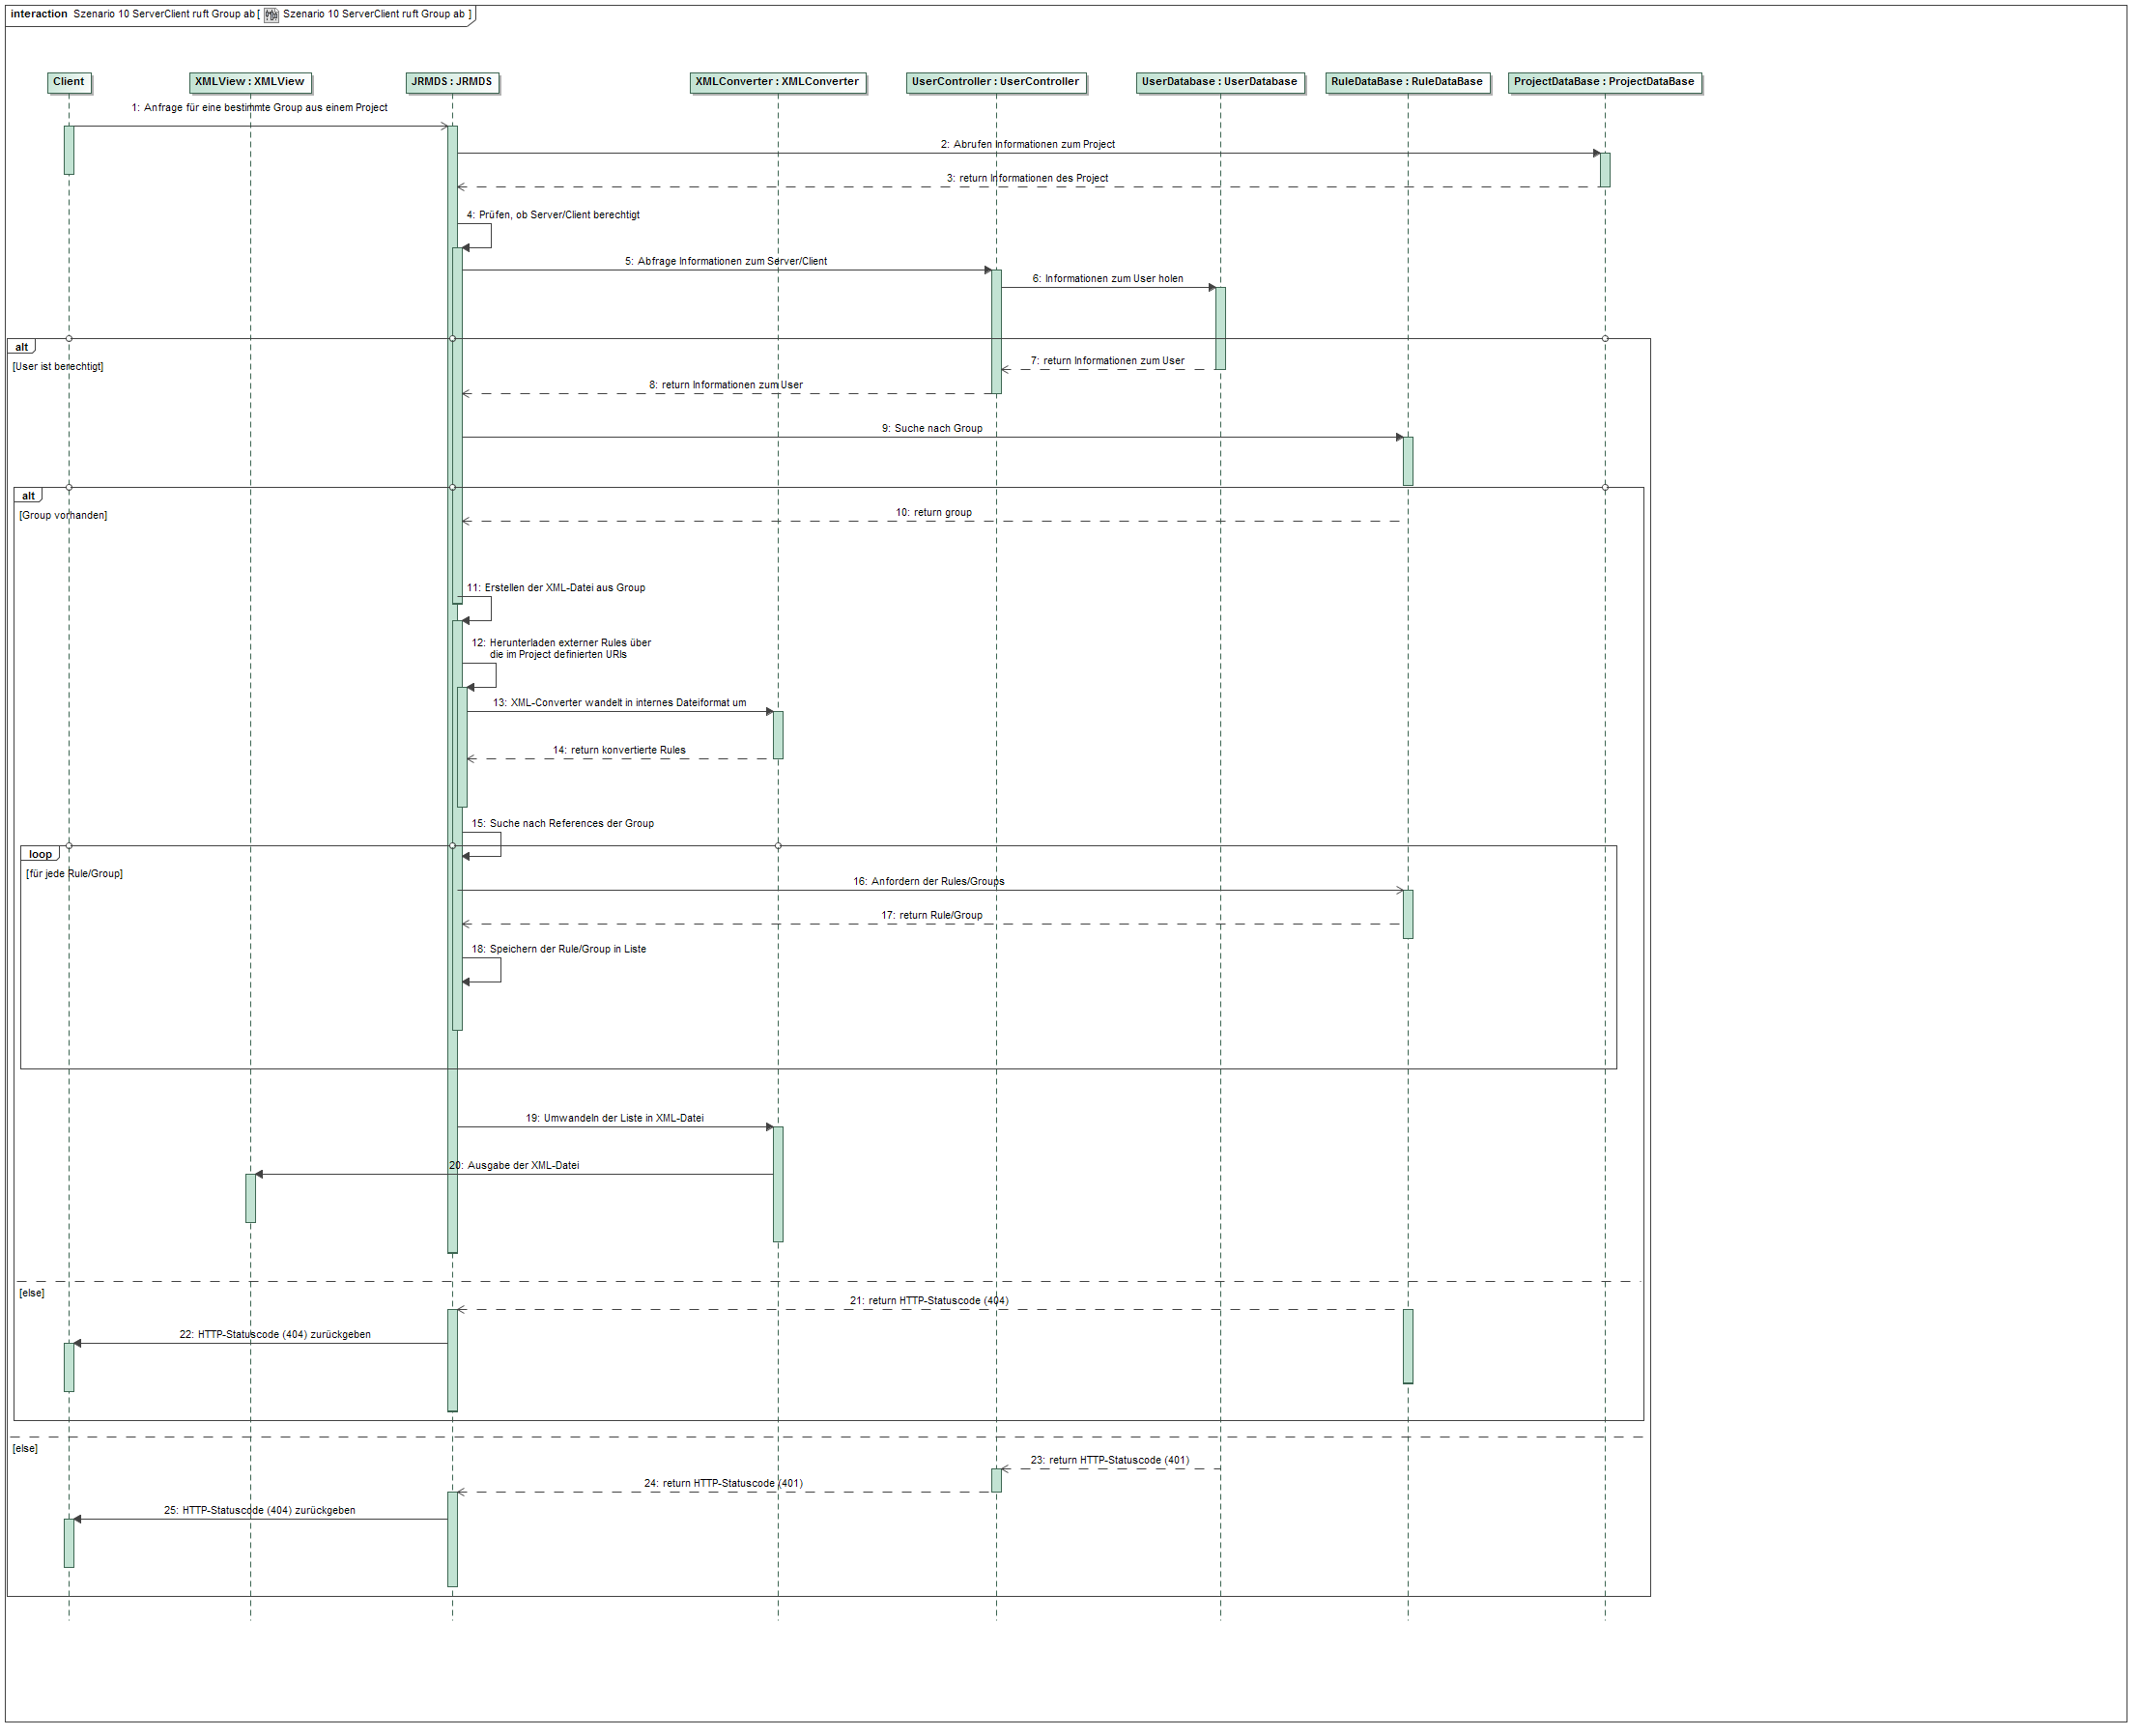 interaction Szenario 10 ServerClient ruft Group ab [ Szenario 10 ServerClient ruft Group ab ]
Client
XMLView : XMLView
JRMDS : JRMDS
XMLConverter : XMLConverter
UserController : UserController
UserDatabase : UserDatabase
RuleDataBase : RuleDataBase
ProjectDataBase : ProjectDataBase
1: Anfrage für eine bestimmte Group aus einem Project
2: Abrufen Informationen zum Project
3: return Informationen des Project
4: Prüfen, ob Server/Client berechtigt
5: Abfrage Informationen zum Server/Client
6: Informationen zum User holen
alt
[User ist berechtigt]
7: return Informationen zum User
8: return Informationen zum User
9: Suche nach Group
alt
[Group vorhanden]
10: return group
11: Erstellen der XML-Datei aus Group
12: Herunterladen externer Rules über
die im Project definierten URIs
13: XML-Converter wandelt in internes Dateiformat um
14: return konvertierte Rules
15: Suche nach References der Group
loop
[für jede Rule/Group]
16: Anfordern der Rules/Groups
17: return Rule/Group
18: Speichern der Rule/Group in Liste
19: Umwandeln der Liste in XML-Datei
20: Ausgabe der XML-Datei
[else]
21: return HTTP-Statuscode (404)
22: HTTP-Statuscode (404) zurückgeben
[else]
23: return HTTP-Statuscode (401)
24: return HTTP-Statuscode (401)
25: HTTP-Statuscode (404) zurückgeben